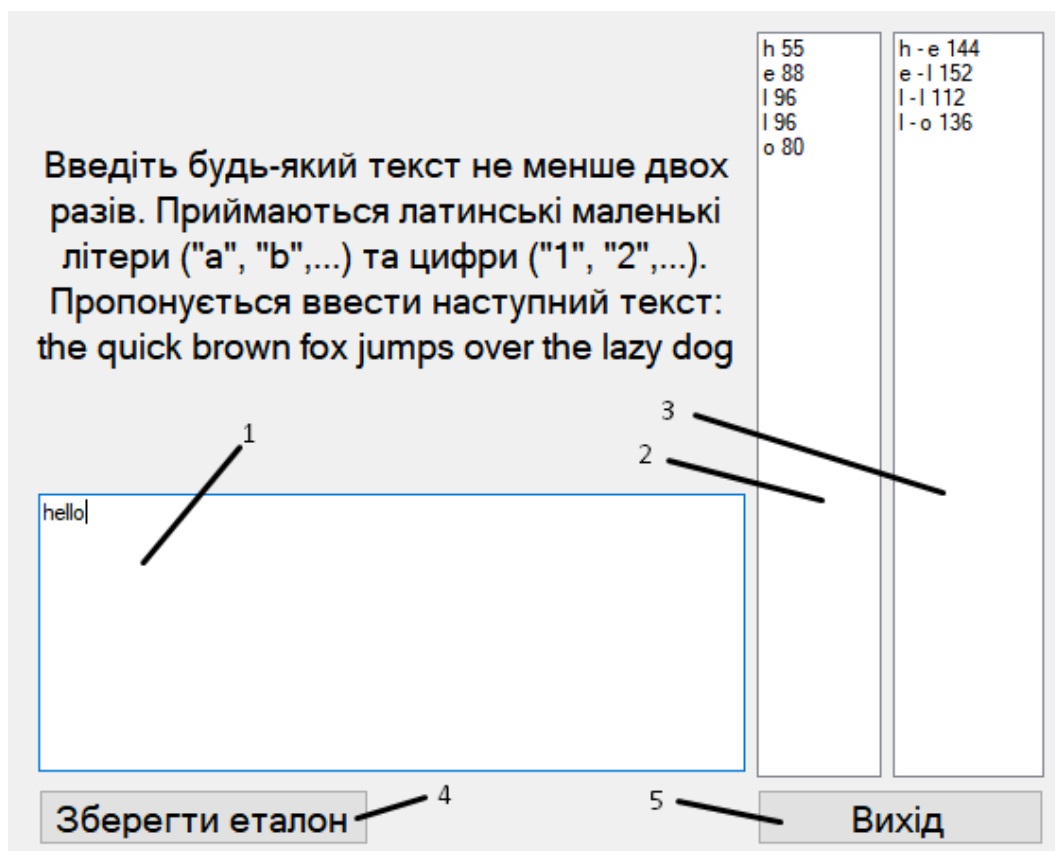 Введіть будь-який текст не менше двох
разів. Приймаються латинські маленькі
літери ("a", "b",...) та цифри ("1", "2",...).
Пропонується ввести наступний текст:
the quick brown fox jumps over the lazy dog
h 55
e 88
l 96
l 96
o 80
h - e 144
e - l 152
l - l 112
l - o 136
3
1
2
hello
4
5
Зберегти еталон
Вихід